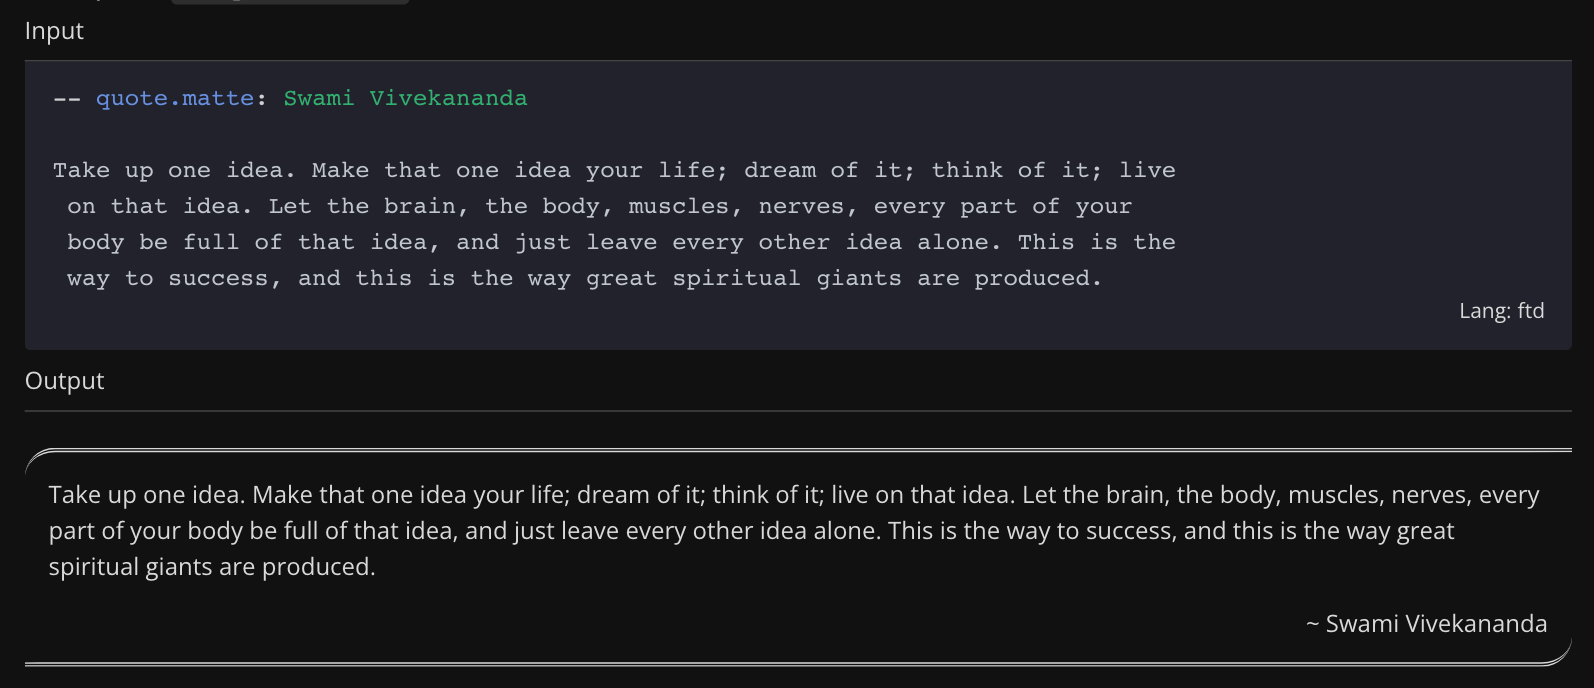 Input
-- quote.matte: Swami Vivekananda
Take up one idea. Make that one idea your life; dream of it; think of it; live
on that idea. Let the brain, the body, muscles, nerves, every part of your
body be full of that idea, and just leave every other idea alone. This is the
way to success, and this is the way great spiritual giants are produced.
Lang: ftd
Output
Take up one idea. Make that one idea your life; dream of it; think of it; live on that idea. Let the brain, the body, muscles, nerves, every
part of your body be full of that idea, and just leave every other idea alone. This is the way to success, and this is the way great
spiritual giants are produced.
~ Swami Vivekananda